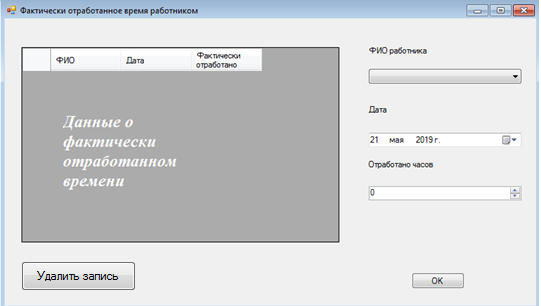 Фактически отработанное время работником
ФИО
Дата
Фактически
отработано
Данные о
фактически
отработанном
времени
ФИО работника
Дата
21 мая 2019 г.
Отработано часов
0
Удалить запись
OK